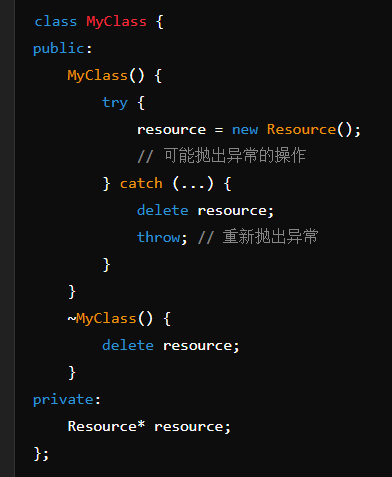 class MyClass {
public:
    MyClass() {
        try {
            resource = new Resource();
            // 可能抛出异常的操作
        } catch (...) {
            delete resource;
            throw; // 重新抛出异常
        }
    }
    ~MyClass() {
        delete resource;
    }
private:
    Resource* resource;
};